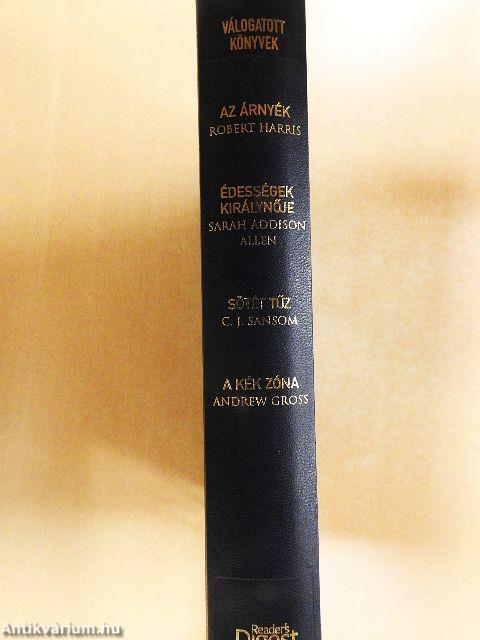 VÁLOGATOTT
KÖNYVEK
AZ ÁRNYÉK
ROBERT HARRIS
ÉDESSÉGEK
KIRÁLYNŐJE
SARAH ADDISON
ALLEN
SÖTÉT TŰZ
C. J. SANSOM
A KÉK ZÓNA
ANDREW GROSS
Reader's
Digest
Antikvárium.hu